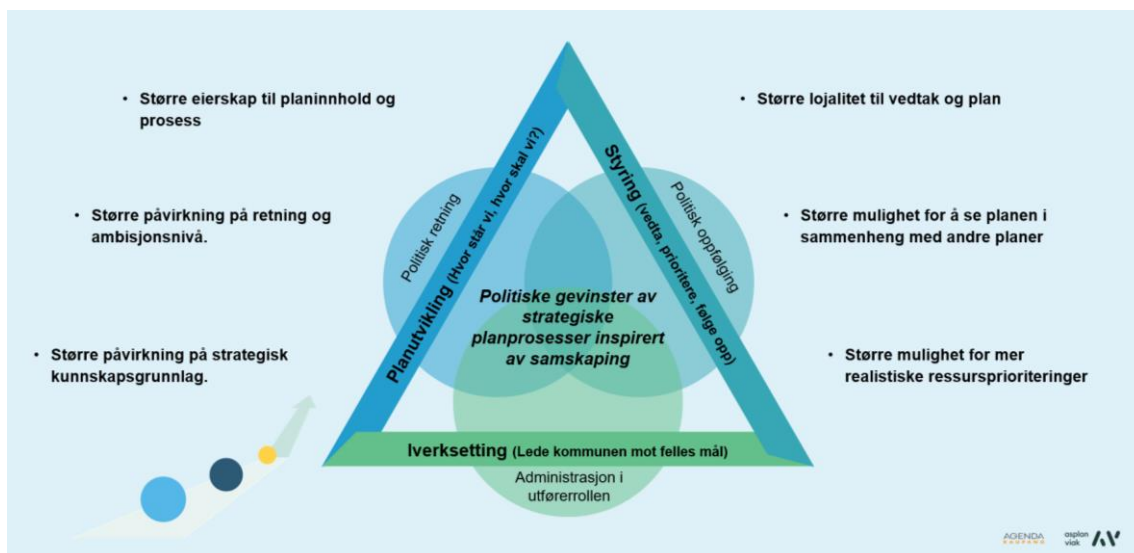 • Større eierskap til planinnhold og
prosess
• Større påvirkning på retning og
ambisjonsnivå.
• Større påvirkning på strategisk
kunnskapsgrunnlag.
Politisk retning
Planutvikling (Hvor står vi, hvor skal vi?)
Politiske gevinster av
strategiske
planprosesser inspirert
av samskaping
Styring (vedta, prioritere, følge opp)
Politisk oppfølging
Iverksetting (Lede kommunen mot felles mål)
Administrasjon i
utførerrollen
• Større lojalitet til vedtak og plan
• Større mulighet for å se planen i
sammenheng med andre planer
• Større mulighet for mer
realistiske ressursprioriteringer
AGENDA
KAUPANG
asplan
viak